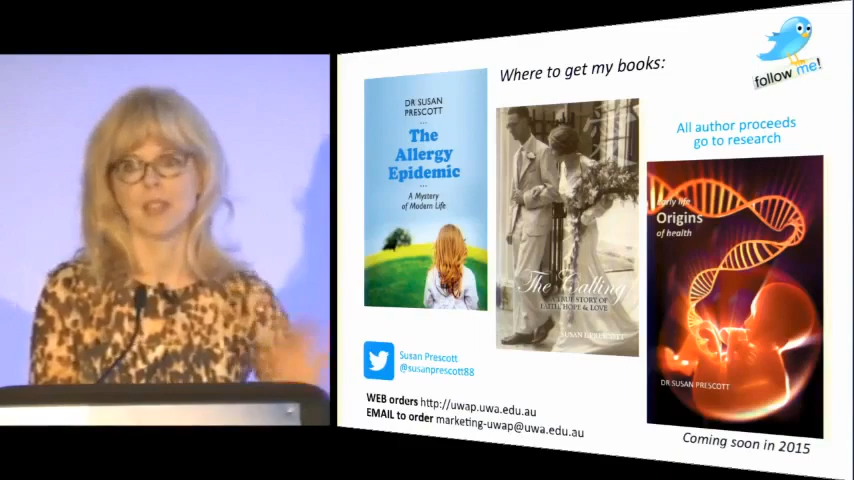 Where to get my books:
follow me!
DR SUSAN
PRESCOTT
The
Allergy
Epidemic
A Mystery
of Modern Life
The Calling
A TRUE STORY OF
FAITH, HOPE & LOVE
SUSAN PRESCOTT
All author proceeds
go to research
early life
Origins
of health
DR SUSAN PRESCOTT
Coming soon in 2015
Susan Prescott
@susanprescott88
WEB orders http://uwap.uwa.edu.au
EMAIL to order marketing-uwap@uwa.edu.au